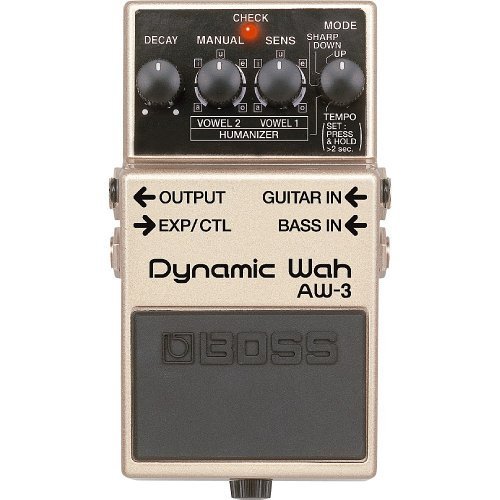 CHECK
DECAY MANUAL SENS MODE
SHARP
DOWN UP
i u e i u e
a o a o
VOWEL 2 VOWEL 1
HUMANIZER
TEMPO
SET :
PRESS
& HOLD
>2 sec.
OUTPUT GUITAR IN
EXP/CTL BASS IN
Dynamic Wah
AW-3
BOSS